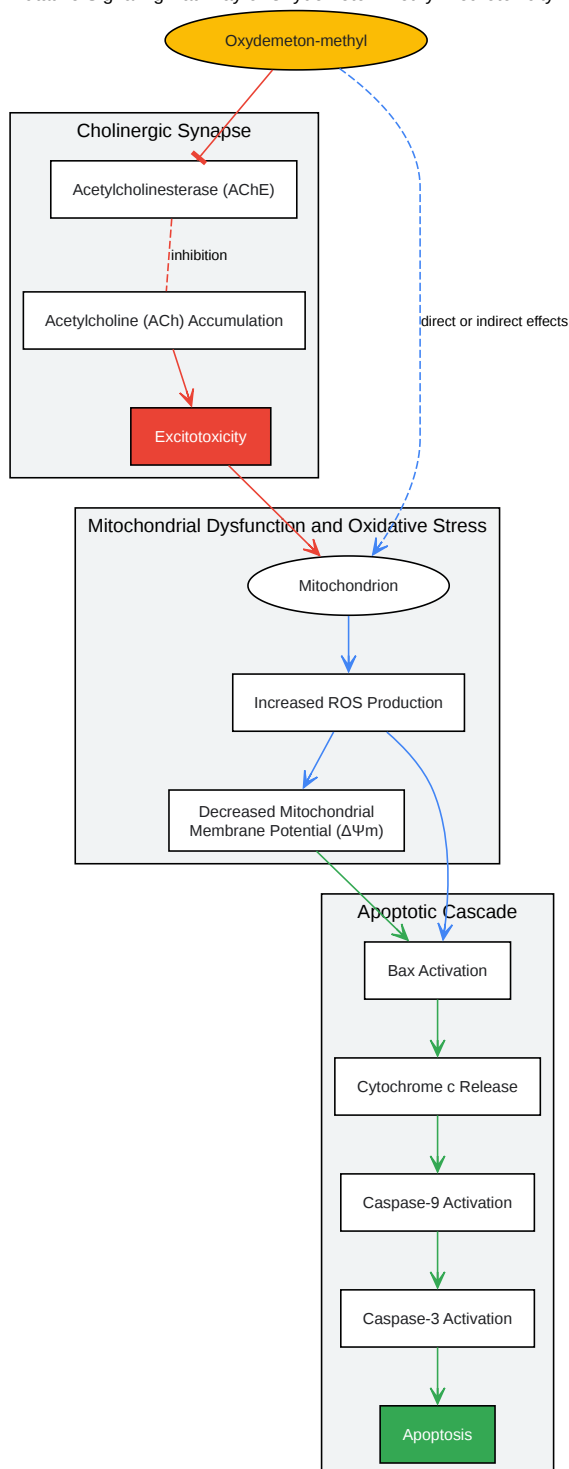 Oxydemeton-methyl
Cholinergic Synapse
Acetylcholinesterase (AChE)
inhibition
Acetylcholine (ACh) Accumulation
direct or indirect effects
Excitotoxicity
Mitochondrial Dysfunction and Oxidative Stress
Mitochondrion
Increased ROS Production
Decreased Mitochondrial
Membrane Potential (ΔΨm)
Apoptotic Cascade
Bax Activation
Cytochrome c Release
Caspase-9 Activation
Caspase-3 Activation
Apoptosis